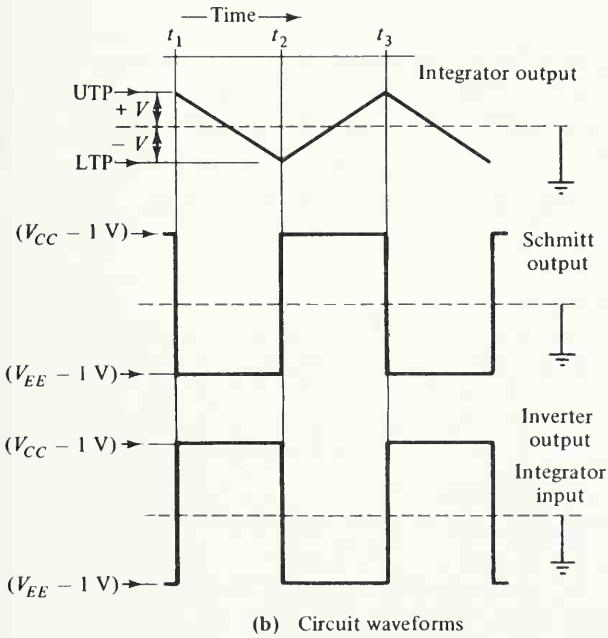 Time
t1 t2 t3
Integrator output
UTP
+ V
− V
LTP
(VCC − 1 V)
Schmitt
output
(VEE − 1 V)
Inverter
output
(VCC − 1 V)
Integrator
input
(VEE − 1 V)
(b) Circuit waveforms